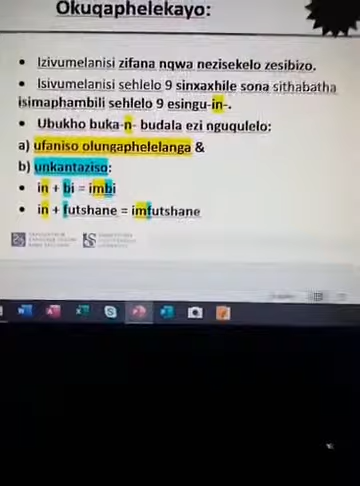 Okuqaphelekayo:
• Izivumelanisi zifana nqwa nezisekelo zesibizo.
• Isivumelanisi sehlelo 9 sinxaxhile sona sithabatha
isimaphambili sehlelo 9 esingu-in-.
• Ubukho buka-n- budala ezi nguqulelo:
a) ufaniso olungaphelelanga &
b) unkantaziso:
• in + bi = imbi
• in + futshane = imfutshane